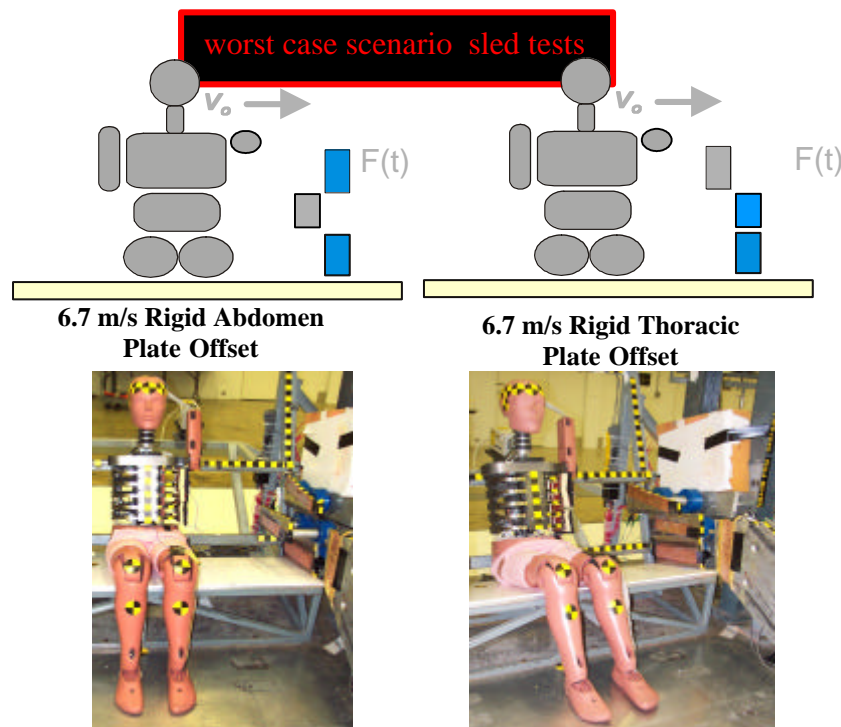 worst case scenario sled tests
Vo
Vo
F(t)
F(t)
6.7 m/s Rigid Abdomen
Plate Offset
6.7 m/s Rigid Thoracic
Plate Offset